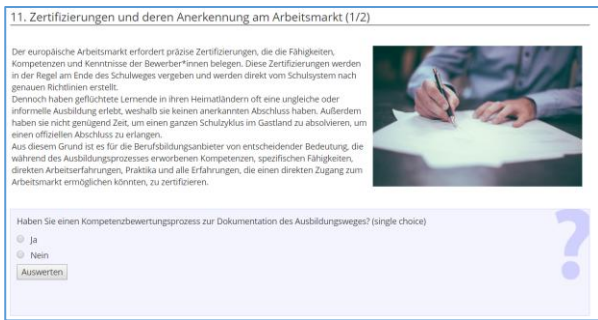 11. Zertifizierungen und deren Anerkennung am Arbeitsmarkt (1/2)
Der europäische Arbeitsmarkt erfordert präzise Zertifizierungen, die die Fähigkeiten,
Kompetenzen und Kenntnisse der Bewerber*innen belegen. Diese Zertifizierungen werden
in der Regel am Ende des Schulweges vergeben und werden direkt vom Schulsystem nach
genauen Richtlinien erstellt.
Dennoch haben geflüchtete Lernende in ihren Heimatländern oft eine ungleiche oder
informelle Ausbildung erlebt, weshalb sie keinen anerkannten Abschluss haben. Außerdem
haben sie nicht genügend Zeit, um einen ganzen Schulzyklus im Gastland zu absolvieren, um
einen offiziellen Abschluss zu erlangen.
Aus diesem Grund ist es für die Berufsbildungsanbieter von entscheidender Bedeutung, die
während des Ausbildungsprozesses erworbenen Kompetenzen, spezifischen Fähigkeiten,
direkten Arbeitserfahrungen, Praktika und alle Erfahrungen, die einen direkten Zugang zum
Arbeitsmarkt ermöglichen könnten, zu zertifizieren.
Haben Sie einen Kompetenzbewertungsprozess zur Dokumentation des Ausbildungsweges? (single choice)
Ja
Nein
Auswerten
?